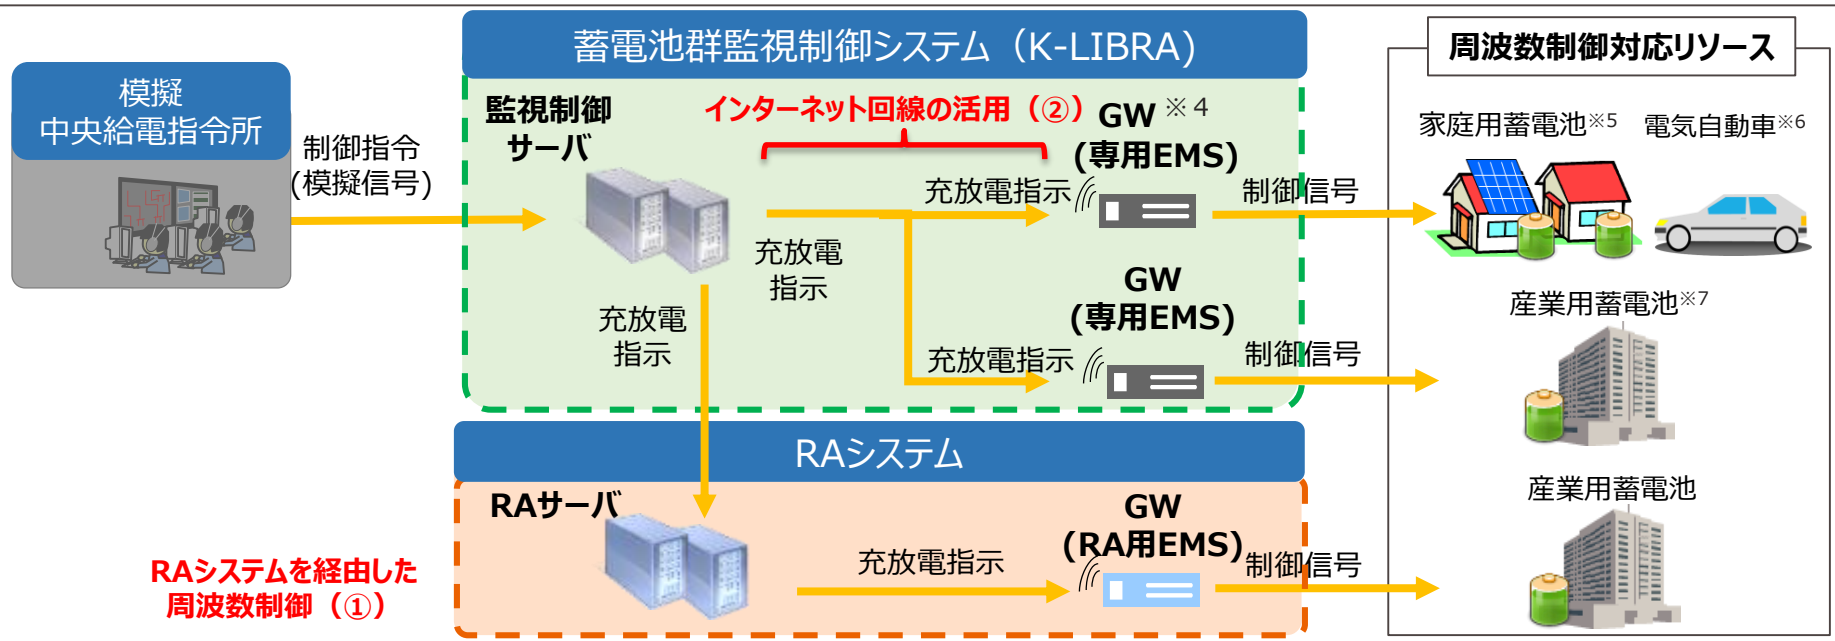 蓄電池群監視制御システム（K-LIBRA）
周波数制御対応リソース
模擬
中央給電指令所
制御指令
(模擬信号)
監視制御
サーバ
インターネット回線の活用（②）
GW ※４
(専用EMS)
充放電指示
制御信号
充放電
指示
充放電
指示
GW
(専用EMS)
充放電指示
制御信号
家庭用蓄電池※5
電気自動車※6
産業用蓄電池※7
産業用蓄電池
RAシステム
RAサーバ
GW
(RA用EMS)
充放電指示
制御信号
RAシステムを経由した
周波数制御（①）